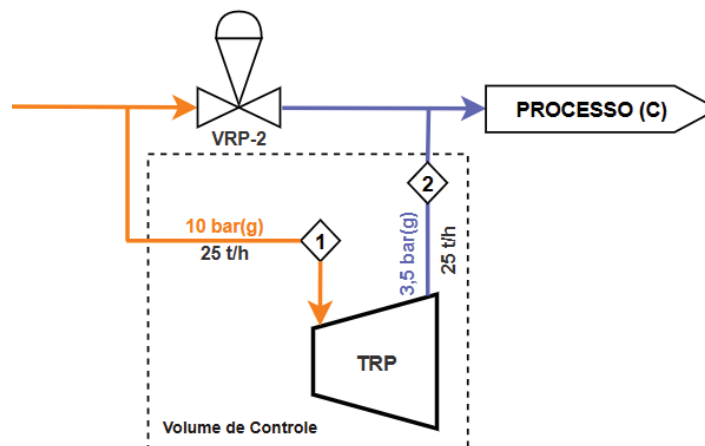 PROCESSO (C)
VRP-2
2
10 bar(g)
25 t/h
1
3,5 bar(g)
25 t/h
TRP
Volume de Controle